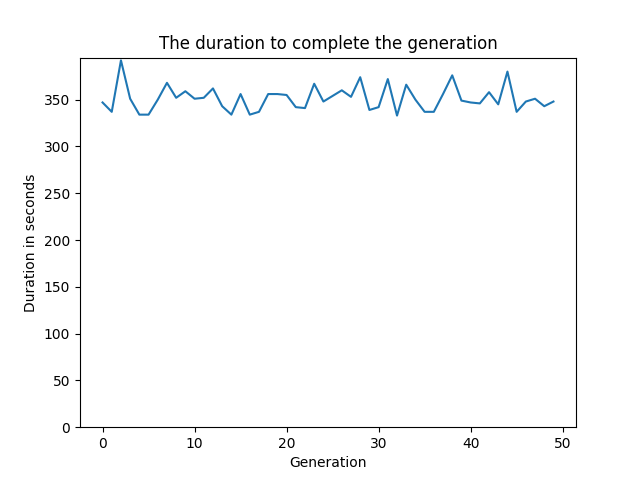 The duration to complete the generation
350
300
250
200
150
100
50
0
Duration in seconds
0 10 20 30 40 50
Generation